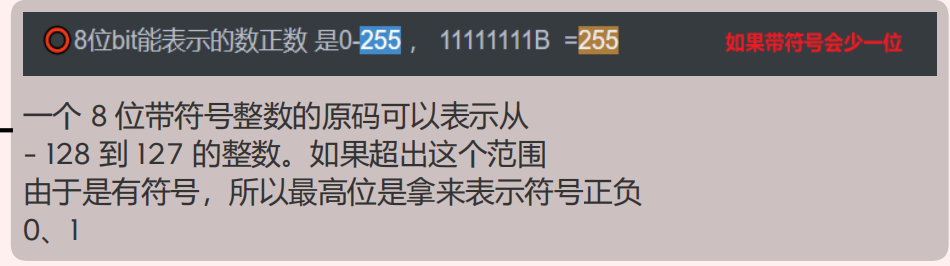 8位bit能表示的数正数 是0-255 ， 11111111B =255 如果带符号会少一位
一个 8 位带符号整数的原码可以表示从
- 128 到 127 的整数。如果超出这个范围
由于是有符号，所以最高位是拿来表示符号正负
0、1